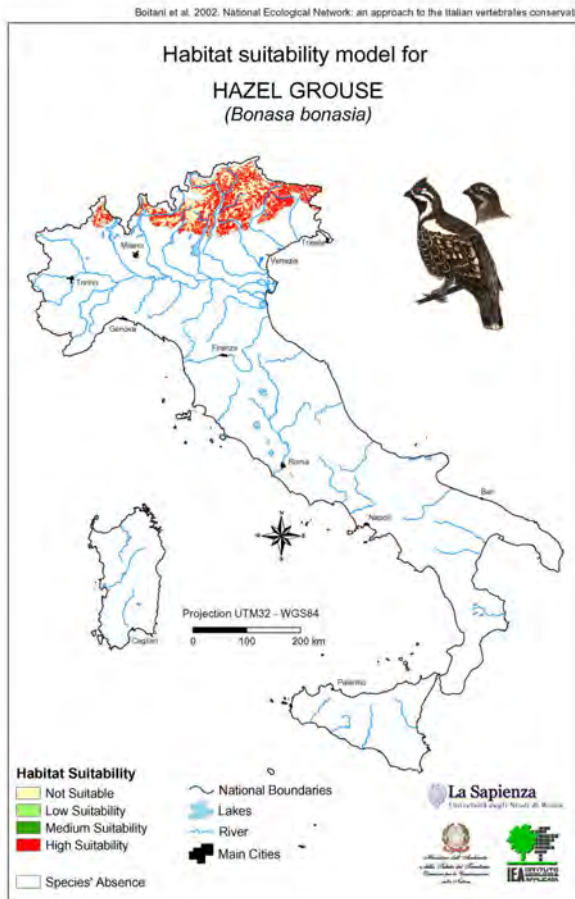 Boitani et al. 2002. National Ecological Network: an approach to the Italian vertebrates conservat
Habitat suitability model for
HAZEL GROUSE
(Bonasa bonasia)
Milano
Trieste
Venezia
Torino
Genova
Firenze
Roma
Bari
Napoli
Projection UTM32 - WGS84
0 100 200 km
Cagliari
Palermo
Habitat Suitability
Not Suitable
Low Suitability
Medium Suitability
High Suitability
Species' Absence
National Boundaries
Lakes
River
Main Cities
La Sapienza
Università degli Studi di Roma
IEA ISTITUTO
ECOLOGIA
APPLICATA